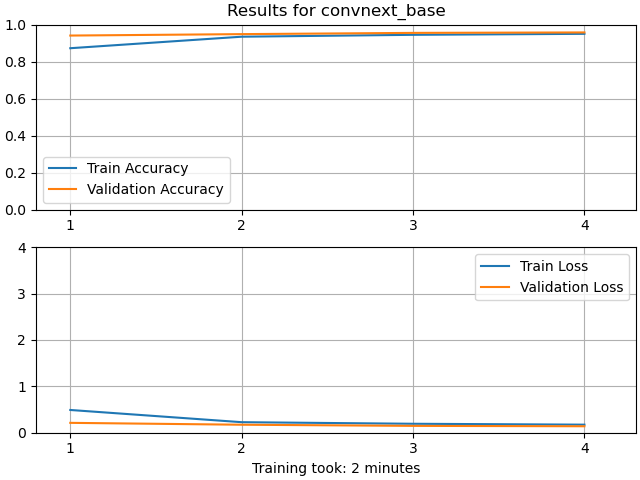 Results for convnext_base
1.0
0.8
0.6
0.4
0.2
0.0
Train Accuracy
Validation Accuracy
1 2 3 4
4
3
2
1
0
Train Loss
Validation Loss
1 2 3 4
Training took: 2 minutes